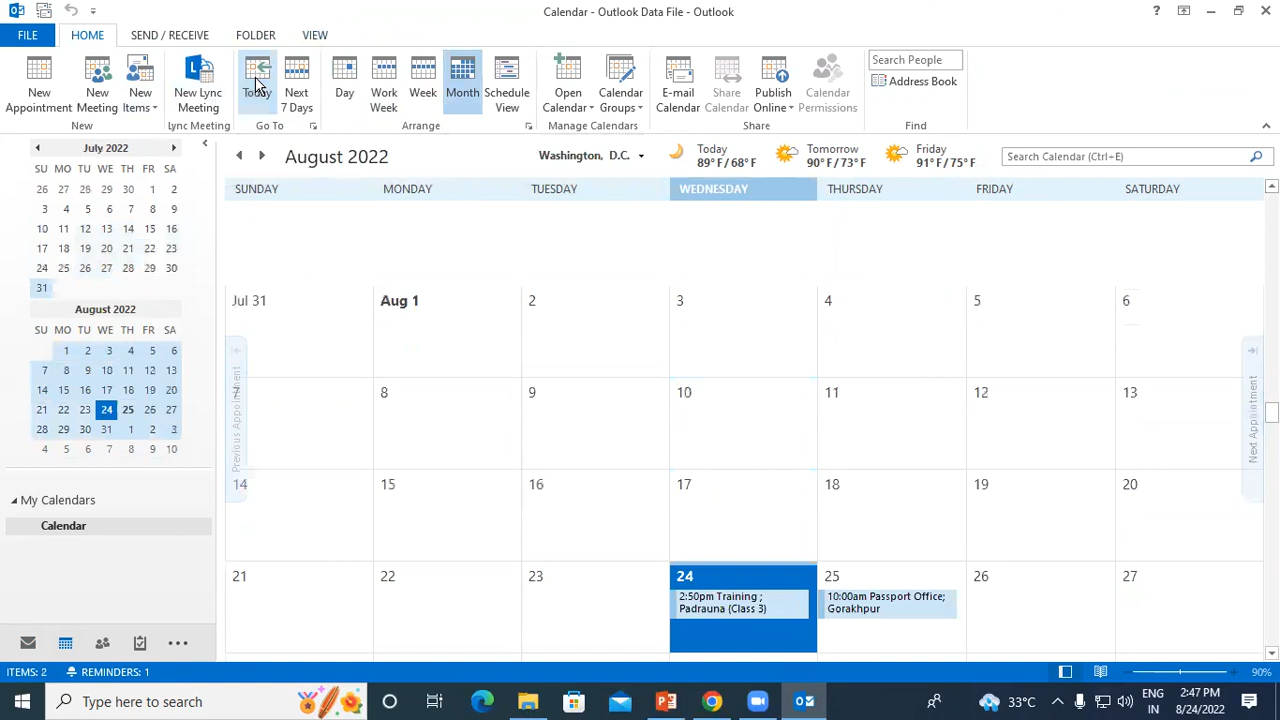 Calendar - Outlook Data File - Outlook
?
FILE HOME SEND / RECEIVE FOLDER VIEW
New Appointment
New Meeting
New Items
New Lync Meeting
Today
Next 7 Days
Day
Work Week
Week
Month
Schedule View
Open Calendar
Calendar Groups
E-mail Calendar
Share Calendar
Publish Online
Calendar Permissions
Search People
Address Book
New Lync Meeting Go To Arrange Manage Calendars Share Find
July 2022
SU MO TU WE TH FR SA
26 27 28 29 30 1 2
3 4 5 6 7 8 9
10 11 12 13 14 15 16
17 18 19 20 21 22 23
24 25 26 27 28 29 30
31
August 2022
SU MO TU WE TH FR SA
1 2 3 4 5 6
7 8 9 10 11 12 13
14 15 16 17 18 19 20
21 22 23 24 25 26 27
28 29 30 31 1 2 3
4 5 6 7 8 9 10
My Calendars
Calendar
August 2022
Washington, D.C.
Today
89°F / 68°F
Tomorrow
90°F / 73°F
Friday
91°F / 75°F
Search Calendar (Ctrl+E)
SUNDAY MONDAY TUESDAY WEDNESDAY THURSDAY FRIDAY SATURDAY
Jul 31 Aug 1 2 3 4 5 6
7 8 9 10 11 12 13
14 15 16 17 18 19 20
21 22 23 24 25 26 27
2:50pm Training ;
Padrauna (Class 3)
10:00am Passport Office;
Gorakhpur
Previous Appointment
Next Appointment
ITEMS: 2 REMINDERS: 1
90%
Type here to search
33°C
ENG
IN
2:47 PM
8/24/2022